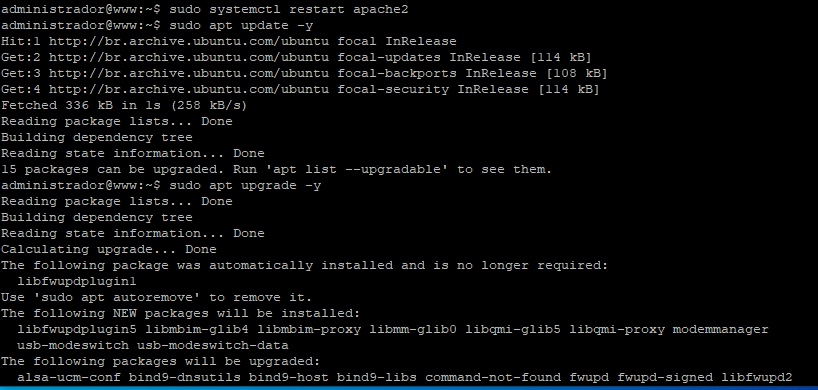 administrador@www:~$ sudo systemctl restart apache2
administrador@www:~$ sudo apt update -y
Hit:1 http://br.archive.ubuntu.com/ubuntu focal InRelease
Get:2 http://br.archive.ubuntu.com/ubuntu focal-updates InRelease [114 kB]
Get:3 http://br.archive.ubuntu.com/ubuntu focal-backports InRelease [108 kB]
Get:4 http://br.archive.ubuntu.com/ubuntu focal-security InRelease [114 kB]
Fetched 336 kB in 1s (258 kB/s)
Reading package lists... Done
Building dependency tree
Reading state information... Done
15 packages can be upgraded. Run 'apt list --upgradable' to see them.
administrador@www:~$ sudo apt upgrade -y
Reading package lists... Done
Building dependency tree
Reading state information... Done
Calculating upgrade... Done
The following package was automatically installed and is no longer required:
  libfwupdplugin1
Use 'sudo apt autoremove' to remove it.
The following NEW packages will be installed:
  libfwupdplugin5 libmbim-glib4 libmbim-proxy libmm-glib0 libqmi-glib5 libqmi-proxy modemmanager
  usb-modeswitch usb-modeswitch-data
The following packages will be upgraded:
  alsa-ucm-conf bind9-dnsutils bind9-host bind9-libs command-not-found fwupd fwupd-signed libfwupd2